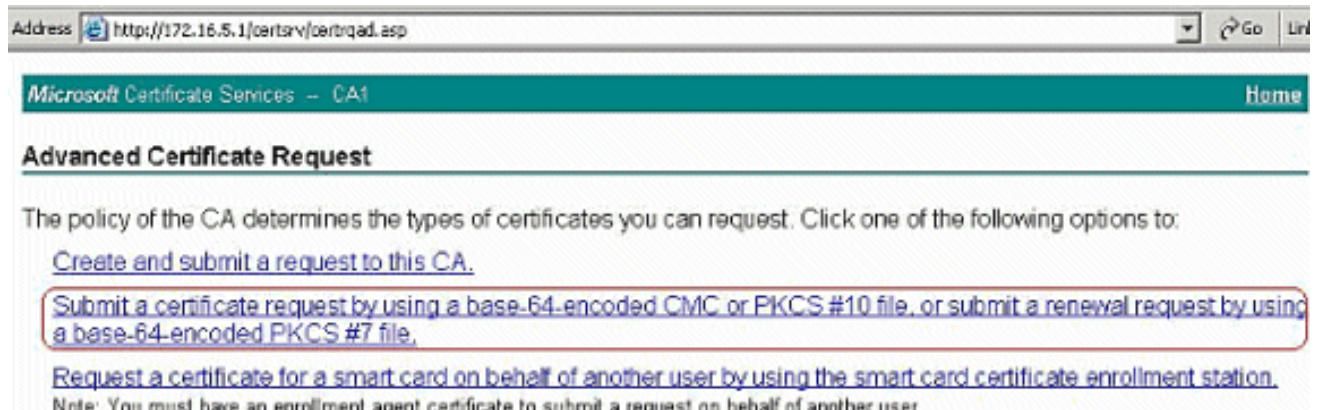 Address http://172.16.5.1/certsrv/certrqad.asp Go Lin
Microsoft Certificate Services -- CA1 Home
Advanced Certificate Request
The policy of the CA determines the types of certificates you can request. Click one of the following options to:
Create and submit a request to this CA.
Submit a certificate request by using a base-64-encoded CMC or PKCS #10 file, or submit a renewal request by using
a base-64-encoded PKCS #7 file.
Request a certificate for a smart card on behalf of another user by using the smart card certificate enrollment station.
Note: You must have an enrollment agent certificate to submit a request on behalf of another user.